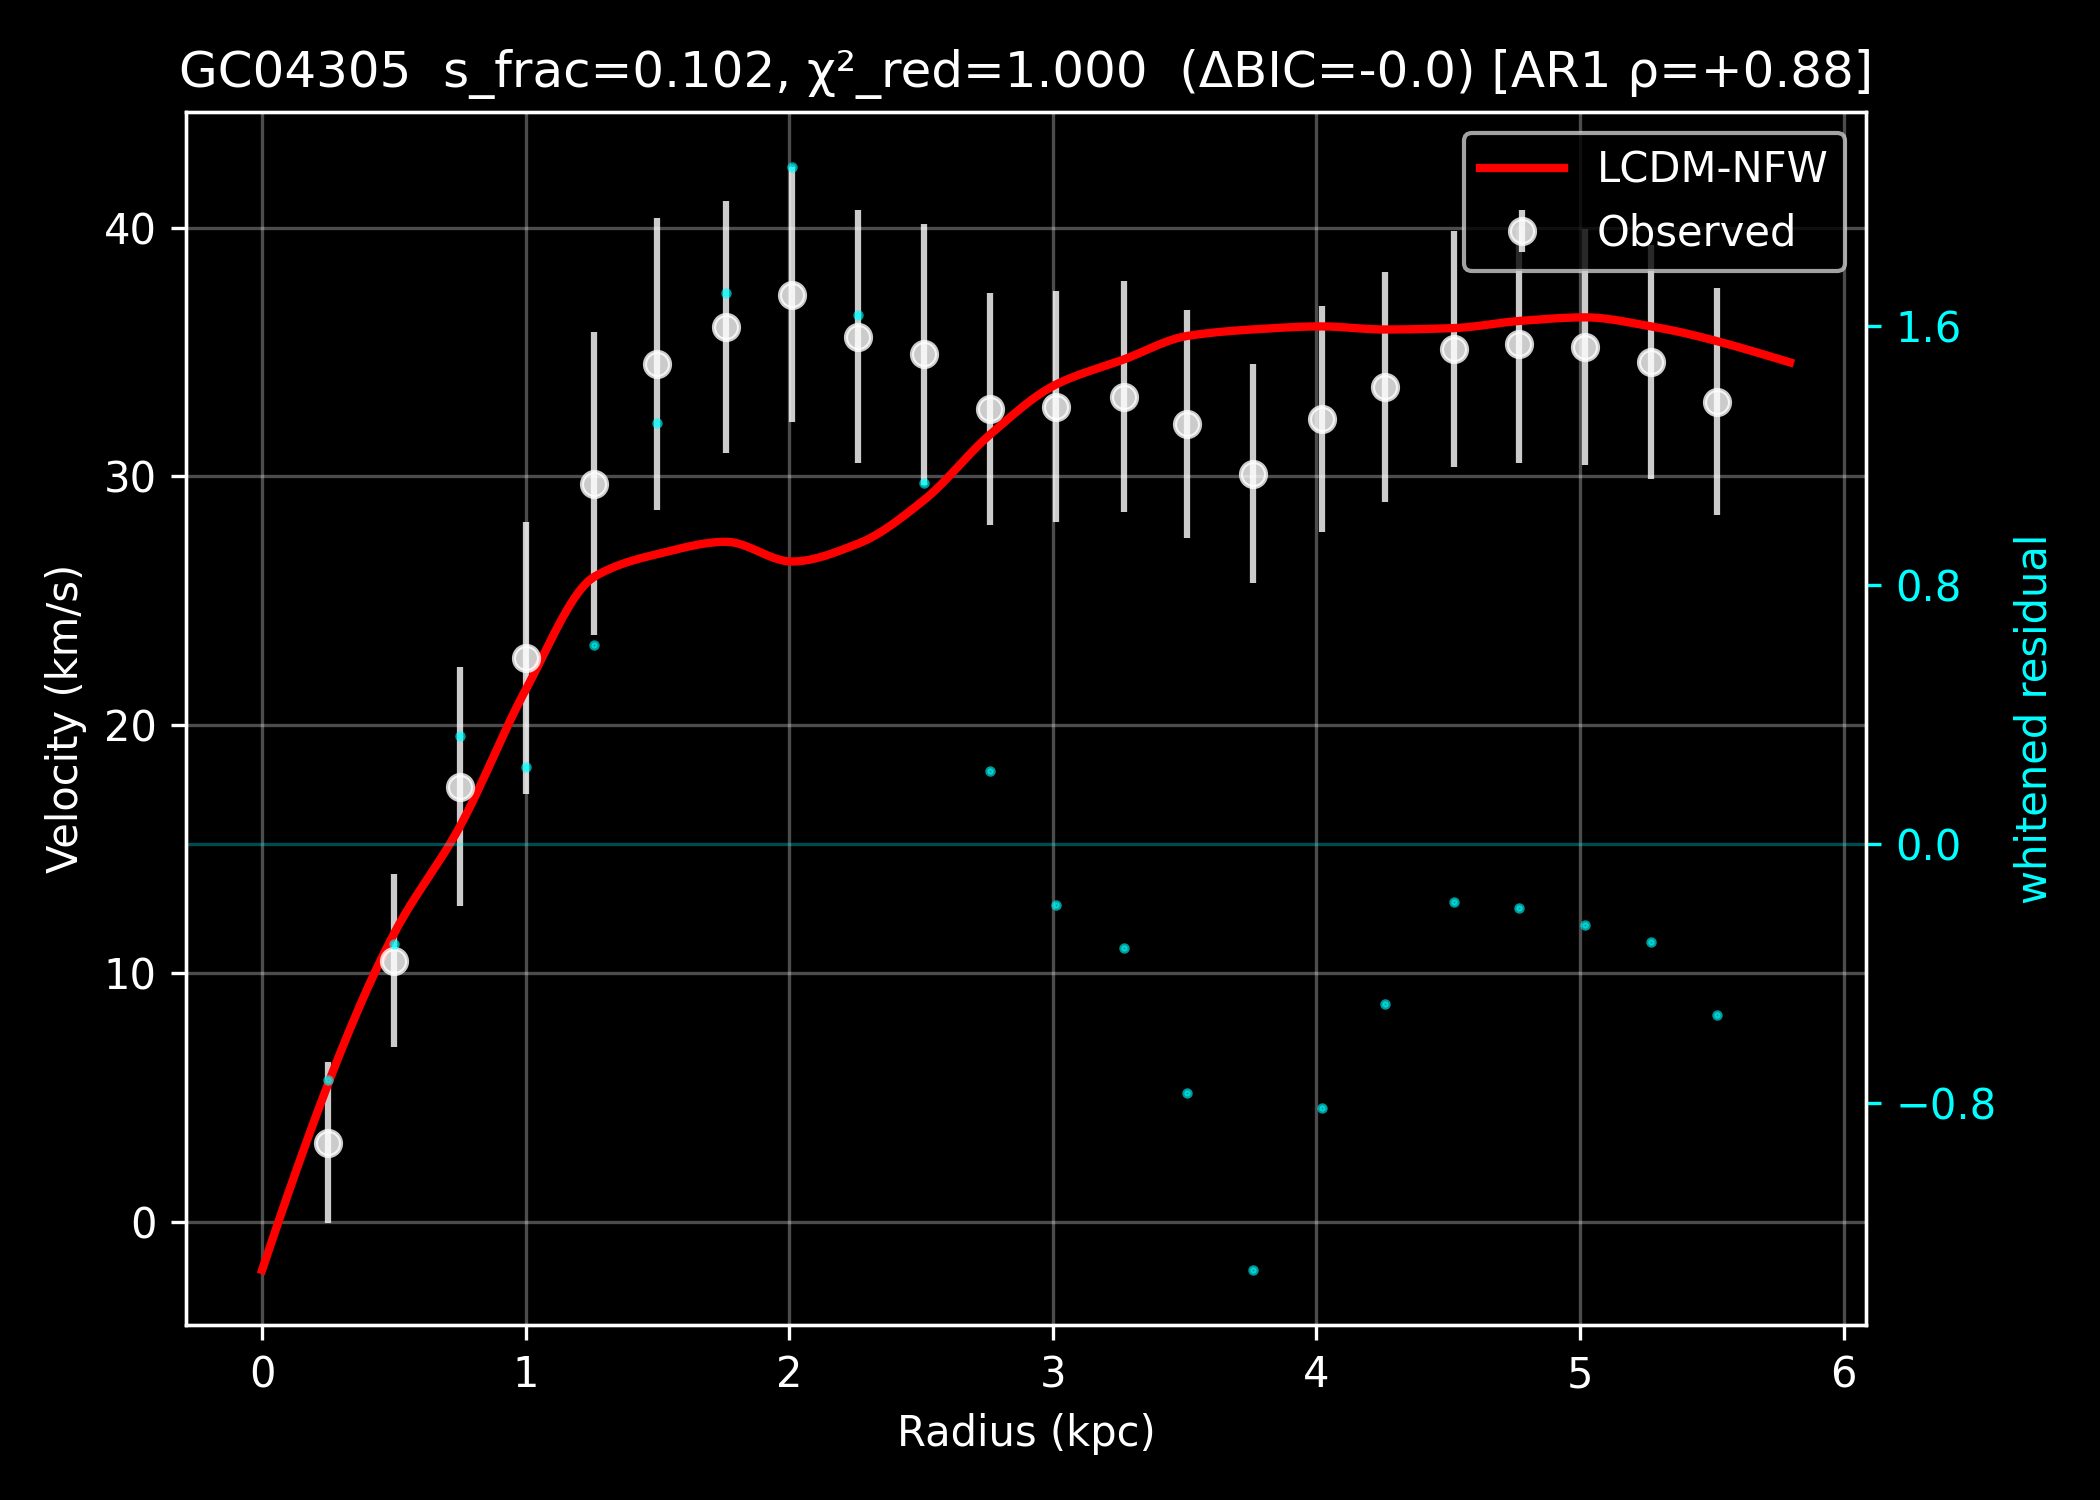 GC04305  s_frac=0.102, χ²_red=1.000  (ΔBIC=-0.0) [AR1 ρ=+0.88]
LCDM-NFW
Observed
40
30
20
10
0
Velocity (km/s)
1.6
0.8
0.0
−0.8
whitened residual
0 1 2 3 4 5 6
Radius (kpc)